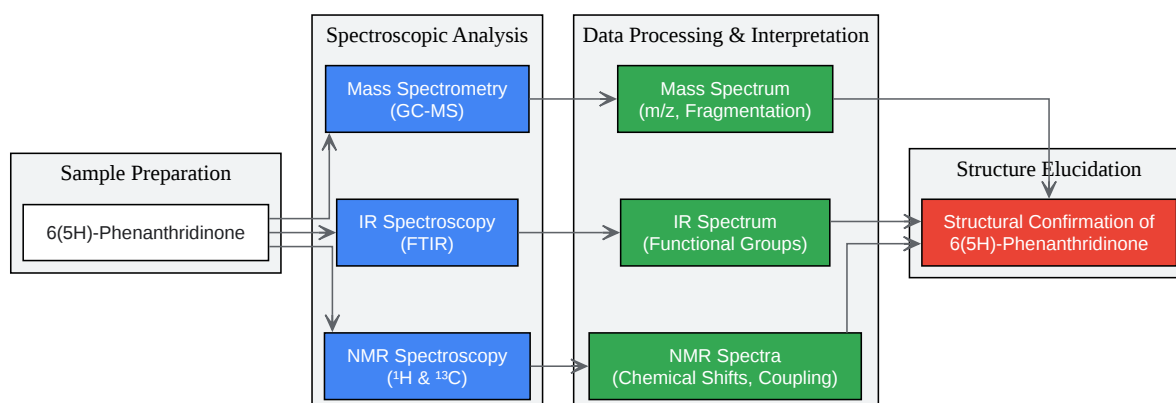 Sample Preparation
6(5H)-Phenanthridinone
Spectroscopic Analysis
Mass Spectrometry
(GC-MS)
IR Spectroscopy
(FTIR)
NMR Spectroscopy
(¹H & ¹³C)
Data Processing & Interpretation
Mass Spectrum
(m/z, Fragmentation)
IR Spectrum
(Functional Groups)
NMR Spectra
(Chemical Shifts, Coupling)
Structure Elucidation
Structural Confirmation of
6(5H)-Phenanthridinone